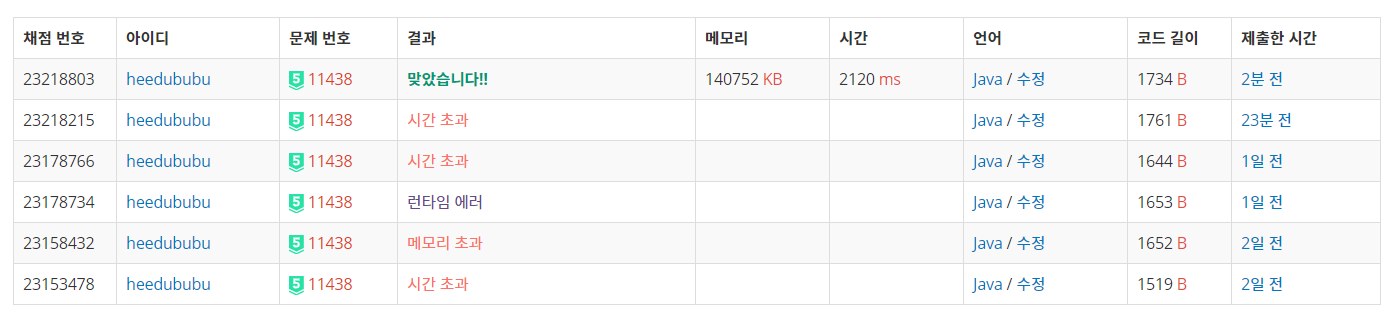 채점 번호 아이디 문제 번호 결과 메모리 시간 언어 코드 길이 제출한 시간
23218803 heedububu 5 11438 맞았습니다!! 140752 KB 2120 ms Java / 수정 1734 B 2분 전
23218215 heedububu 5 11438 시간 초과 Java / 수정 1761 B 23분 전
23178766 heedububu 5 11438 시간 초과 Java / 수정 1644 B 1일 전
23178734 heedububu 5 11438 런타임 에러 Java / 수정 1653 B 1일 전
23158432 heedububu 5 11438 메모리 초과 Java / 수정 1652 B 2일 전
23153478 heedububu 5 11438 시간 초과 Java / 수정 1519 B 2일 전